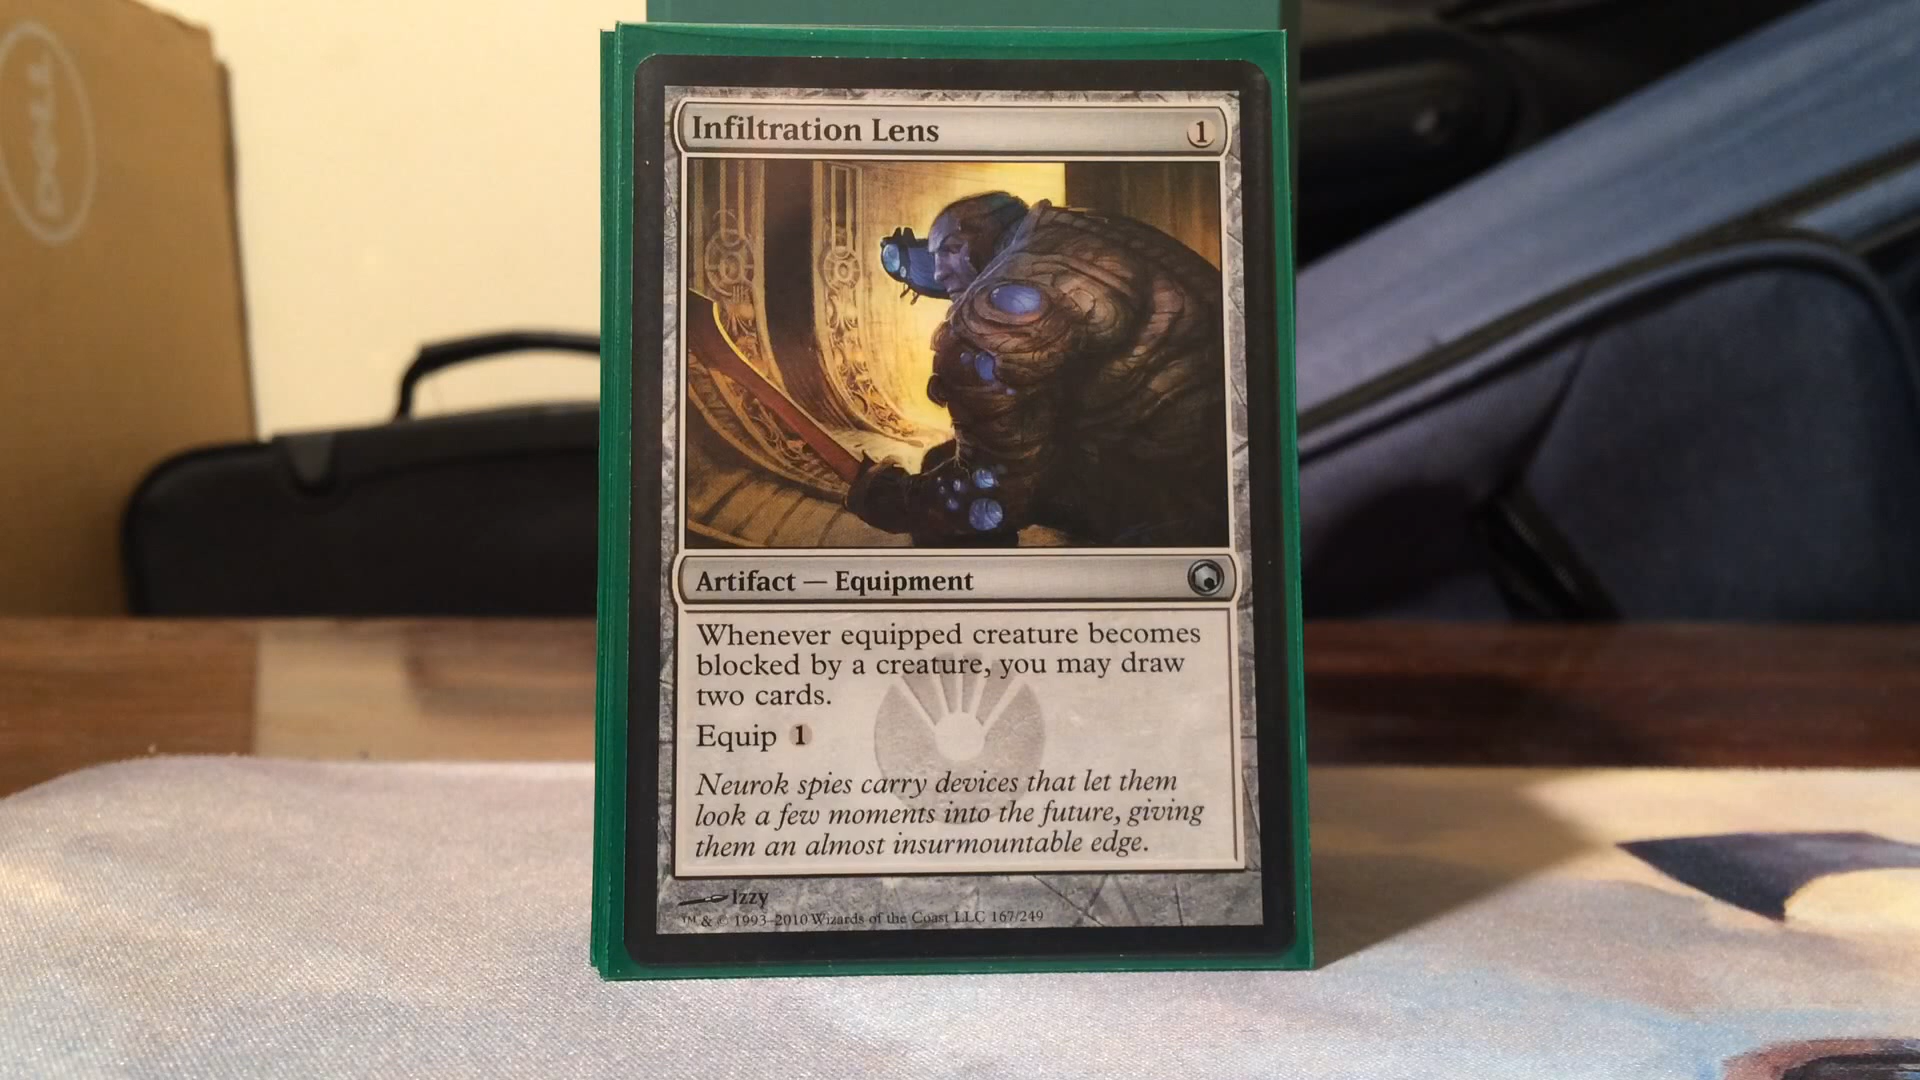 DELL
Infiltration Lens 1
Artifact — Equipment
Whenever equipped creature becomes
blocked by a creature, you may draw
two cards.
Equip 1
Neurok spies carry devices that let them
look a few moments into the future, giving
them an almost insurmountable edge.
Izzy
™ & © 1993–2010 Wizards of the Coast LLC 167/249